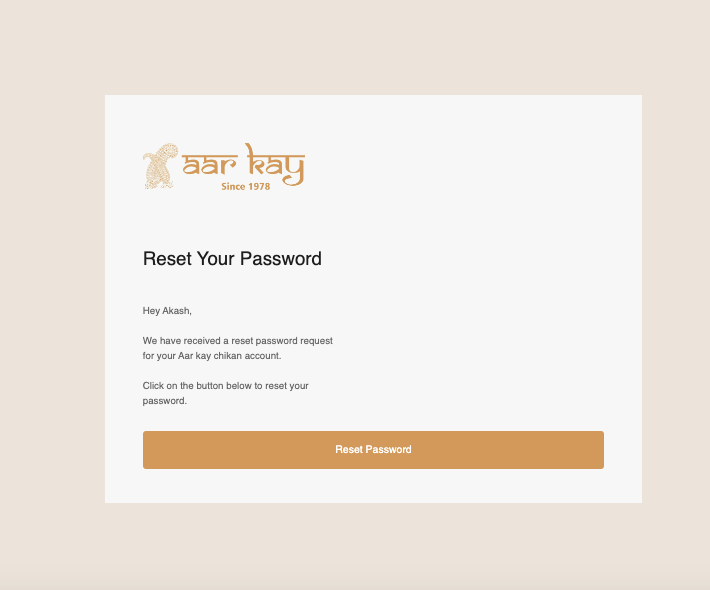 aar kay
Since 1978
Reset Your Password
Hey Akash,
We have received a reset password request
for your Aar kay chikan account.
Click on the button below to reset your
password.
Reset Password